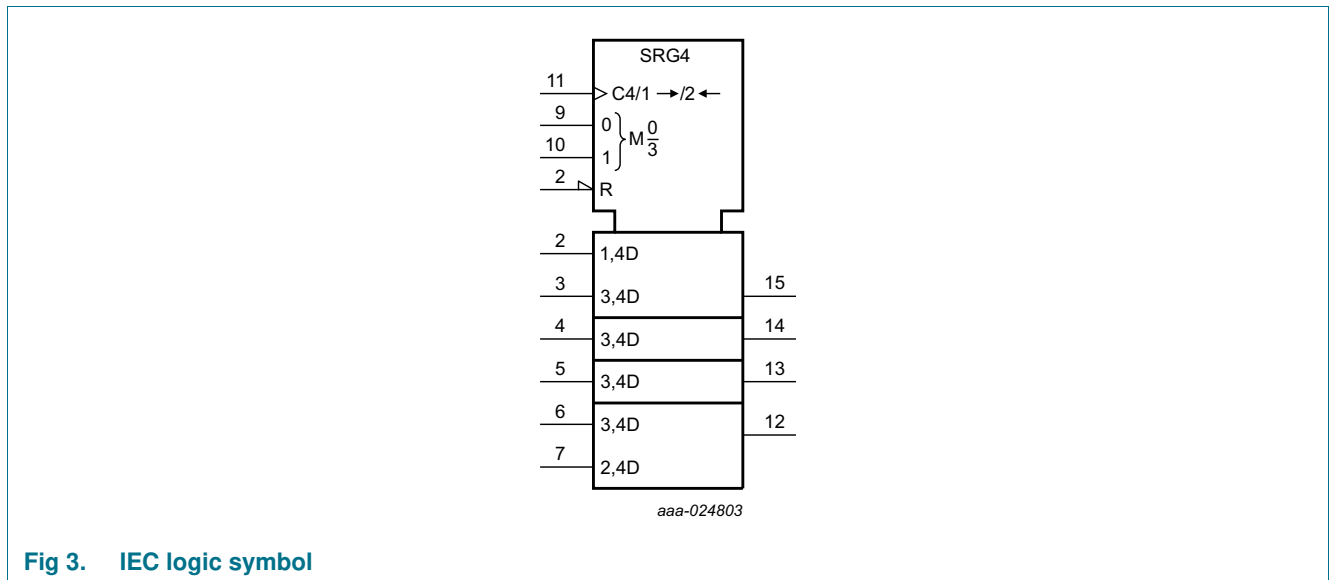 SRG4
11 C4/1 →/2 ←
9 0
10 1
M 0/3
2 R
2 1,4D
3 3,4D 15
4 3,4D 14
5 3,4D 13
6 3,4D 12
7 2,4D
aaa-024803
Fig 3. IEC logic symbol